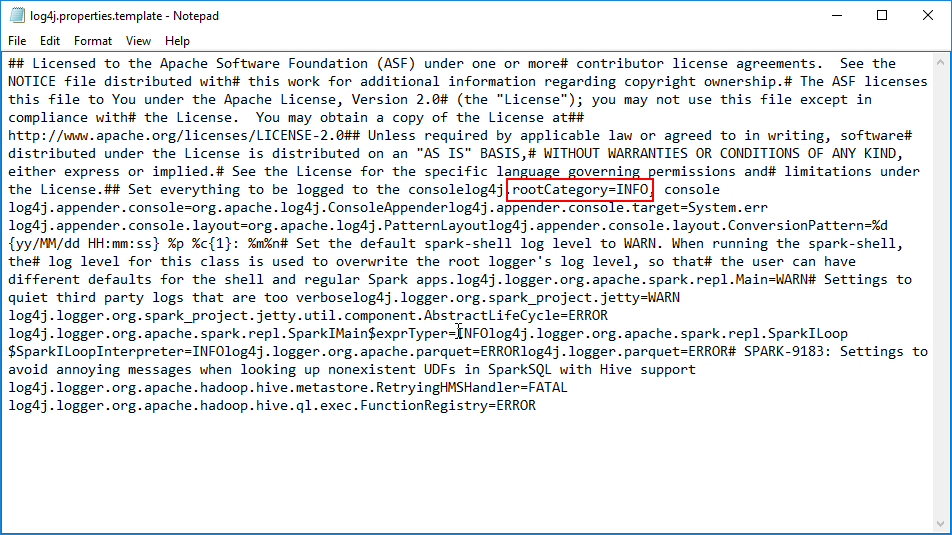 log4j.properties.template - Notepad
File Edit Format View Help
## Licensed to the Apache Software Foundation (ASF) under one or more# contributor license agreements.  See the
NOTICE file distributed with# this work for additional information regarding copyright ownership.# The ASF licenses
this file to You under the Apache License, Version 2.0# (the "License"); you may not use this file except in
compliance with# the License.  You may obtain a copy of the License at##
http://www.apache.org/licenses/LICENSE-2.0## Unless required by applicable law or agreed to in writing, software#
distributed under the License is distributed on an "AS IS" BASIS,# WITHOUT WARRANTIES OR CONDITIONS OF ANY KIND,
either express or implied.# See the License for the specific language governing permissions and# limitations under
the License.## Set everything to be logged to the consolelog4j.rootCategory=INFO, console
log4j.appender.console=org.apache.log4j.ConsoleAppenderlog4j.appender.console.target=System.err
log4j.appender.console.layout=org.apache.log4j.PatternLayoutlog4j.appender.console.layout.ConversionPattern=%d
{yy/MM/dd HH:mm:ss} %p %c{1}: %m%n# Set the default spark-shell log level to WARN. When running the spark-shell,
the# log level for this class is used to overwrite the root logger's log level, so that# the user can have
different defaults for the shell and regular Spark apps.log4j.logger.org.apache.spark.repl.Main=WARN# Settings to
quiet third party logs that are too verboselog4j.logger.org.spark_project.jetty=WARN
log4j.logger.org.spark_project.jetty.util.component.AbstractLifeCycle=ERROR
log4j.logger.org.apache.spark.repl.SparkIMain$exprTyper=INFOlog4j.logger.org.apache.spark.repl.SparkILoop
$SparkILoopInterpreter=INFOlog4j.logger.org.apache.parquet=ERRORlog4j.logger.parquet=ERROR# SPARK-9183: Settings to
avoid annoying messages when looking up nonexistent UDFs in SparkSQL with Hive support
log4j.logger.org.apache.hadoop.hive.metastore.RetryingHMSHandler=FATAL
log4j.logger.org.apache.hadoop.hive.ql.exec.FunctionRegistry=ERROR